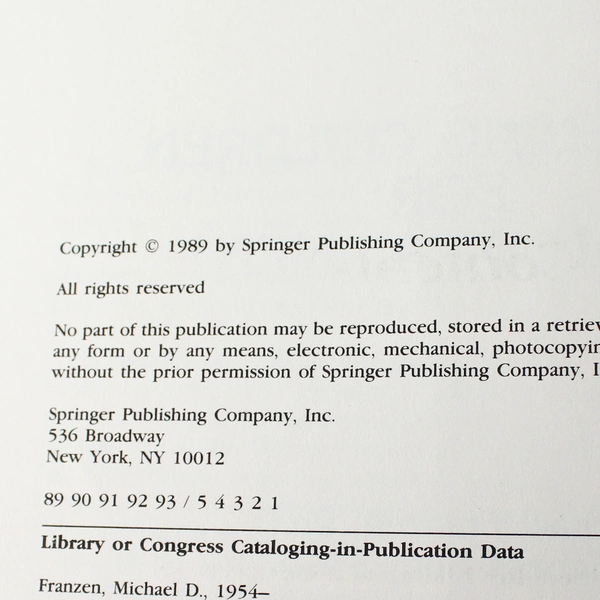 Copyright © 1989 by Springer Publishing Company, Inc.
All rights reserved
No part of this publication may be reproduced, stored in a
any form or by any means, electronic, mechanical,
without the prior permission of Springer Publishing Company,
Springer Publishing Company, Inc.
536 Broadway
New York, NY 10012
89 90 91 92 93 / 5 4 3 2 1
Library or Congress Cataloging-in-Publication Data
Franzen, Michael D., 1954–